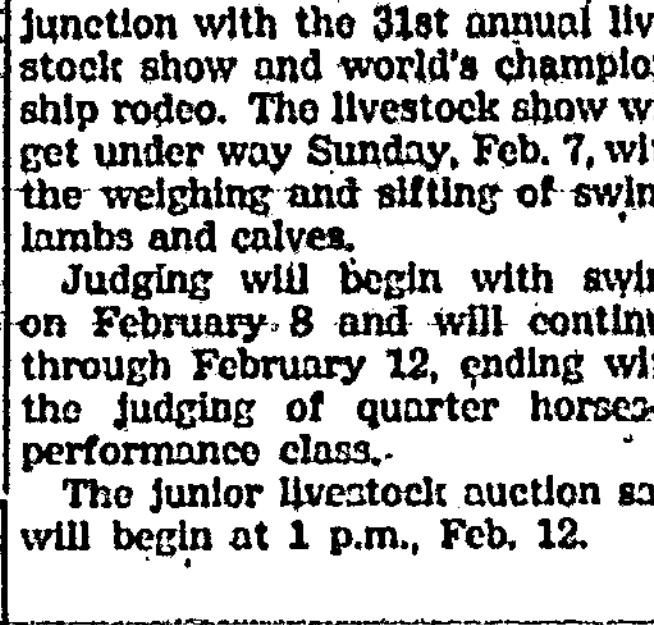 junction with the 31st annual liv
stock show and world's champio
ship rodeo. The livestock show w
get under way Sunday, Feb. 7, wi
the weighing and sifting of swin
lambs and calves.
Judging will begin with swi
on February 8 and will contin
through February 12, ending wi
the judging of quarter horses
performance class.
The junior livestock auction sa
will begin at 1 p.m., Feb. 12.